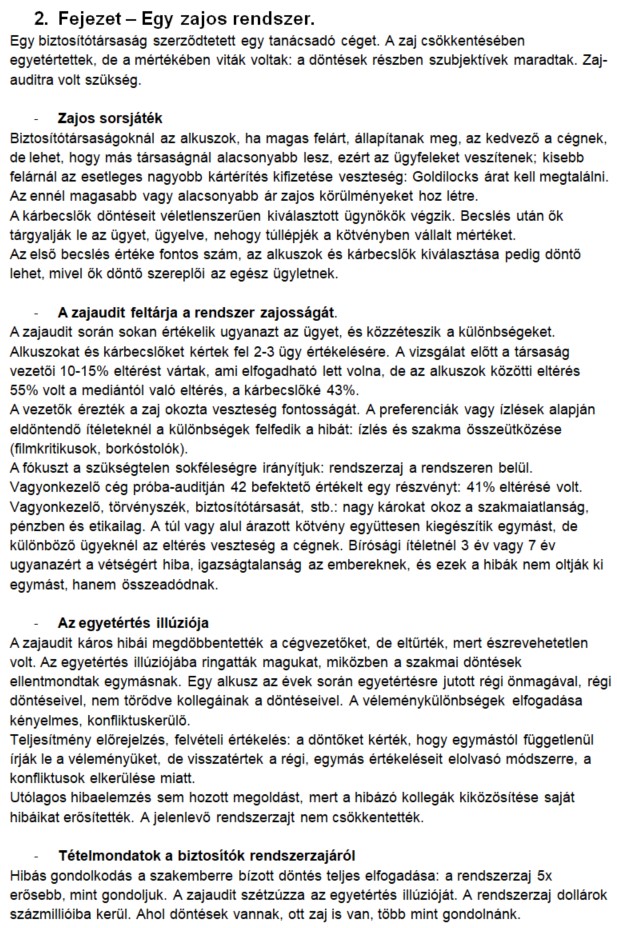 2. Fejezet – Egy zajos rendszer.
Egy biztosítótársaság szerződtetett egy tanácsadó céget. A zaj csökkentésében
egyetértettek, de a mértékében viták voltak: a döntések részben szubjektívek maradtak. Zaj-
auditra volt szükség.
- Zajos sorsjáték
Biztosítótársaságoknál az alkuszok, ha magas felárt, állapítanak meg, az kedvező a cégnek,
de lehet, hogy más társaságnál alacsonyabb lesz, ezért az ügyfeleket veszítenek; kisebb
felárnál az esetleges nagyobb kártérítés kifizetése veszteség: Goldilocks árat kell megtalálni.
Az ennél magasabb vagy alacsonyabb ár zajos körülményeket hoz létre.
A kárbecslők döntéseit véletlenszerűen kiválasztott ügynökök végzik. Becslés után ők
tárgyalják le az ügyet, ügyelve, nehogy túllépjék a kötvényben vállalt mértéket.
Az első becslés értéke fontos szám, az alkuszok és kárbecslők kiválasztása pedig döntő
lehet, mivel ők döntő szereplői az egész ügyletnek.
- A zajaudit feltárja a rendszer zajosságát.
A zajaudit során sokan értékelik ugyanazt az ügyet, és közzéteszik a különbségeket.
Alkuszokat és kárbecslőket kértek fel 2-3 ügy értékelésére. A vizsgálat előtt a társaság
vezetői 10-15% eltérést vártak, ami elfogadható lett volna, de az alkuszok közötti eltérés
55% volt a mediántól való eltérés, a kárbecslőké 43%.
A vezetők érezték a zaj okozta veszteség fontosságát. A preferenciák vagy ízlések alapján
eldöntendő ítéleteknél a különbségek felfedik a hibát: ízlés és szakma összeütközése
(filmkritikusok, borkóstolók).
A fókuszt a szükségtelen sokféleségre irányítjuk: rendszerzaj a rendszeren belül.
Vagyonkezelő cég próba-auditján 42 befektető értékelt egy részvényt: 41% eltérésé volt.
Vagyonkezelő, törvényszék, biztosítótársasát, stb.: nagy károkat okoz a szakmaiatlanság,
pénzben és etikailag. A túl vagy alul árazott kötvény együttesen kiegészítik egymást, de
különböző ügyeknél az eltérés veszteség a cégnek. Bírósági ítéletnél 3 év vagy 7 év
ugyanazért a vétségért hiba, igazságtalanság az embereknek, és ezek a hibák nem oltják ki
egymást, hanem összeadódnak.
- Az egyetértés illúziója
A zajaudit káros hibái megdöbbentették a cégvezetőket, de eltűrték, mert észrevehetetlen
volt. Az egyetértés illúziójába ringatták magukat, miközben a szakmai döntések
ellentmondtak egymásnak. Egy alkusz az évek során egyetértésre jutott régi önmagával, régi
döntéseivel, nem törődve kollegáinak a döntéseivel. A véleménykülönbségek elfogadása
kényelmes, konfliktuskerülő.
Teljesítmény előrejelzés, felvételi értékelés: a döntőket kérték, hogy egymástól függetlenül
írják le a véleményüket, de visszatértek a régi, egymás értékeléseit elolvasó módszerre, a
konfliktusok elkerülése miatt.
Utólagos hibaelemzés sem hozott megoldást, mert a hibázó kollegák kiközösítése saját
hibáikat erősítették. A jelenlevő rendszerzajt nem csökkentették.
- Tételmondatok a biztosítók rendszerzajáról
Hibás gondolkodás a szakemberre bízott döntés teljes elfogadása: a rendszerzaj 5x
erősebb, mint gondoljuk. A zajaudit szétzúzza az egyetértés illúzióját. A rendszerzaj dollárok
százmillióiba kerül. Ahol döntések vannak, ott zaj is van, több mint gondolnánk.